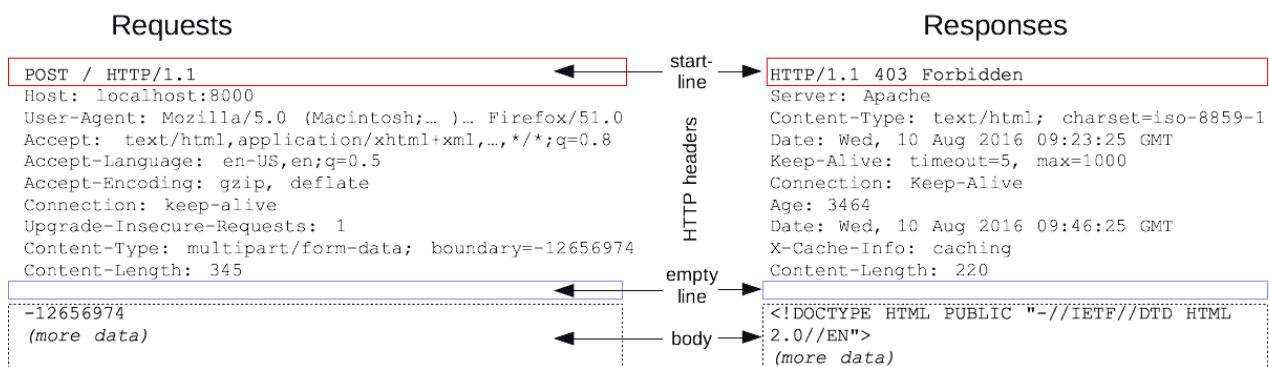 Requests
POST / HTTP/1.1
Host: localhost:8000
User-Agent: Mozilla/5.0 (Macintosh;… )… Firefox/51.0
Accept: text/html,application/xhtml+xml,…,*/*;q=0.8
Accept-Language: en-US,en;q=0.5
Accept-Encoding: gzip, deflate
Connection: keep-alive
Upgrade-Insecure-Requests: 1
Content-Type: multipart/form-data; boundary=-12656974
Content-Length: 345
-12656974
(more data)
start-
line
HTTP headers
empty
line
body
Responses
HTTP/1.1 403 Forbidden
Server: Apache
Content-Type: text/html; charset=iso-8859-1
Date: Wed, 10 Aug 2016 09:23:25 GMT
Keep-Alive: timeout=5, max=1000
Connection: Keep-Alive
Age: 3464
Date: Wed, 10 Aug 2016 09:46:25 GMT
X-Cache-Info: caching
Content-Length: 220
<!DOCTYPE HTML PUBLIC "-//IETF//DTD HTML
2.0//EN">
(more data)